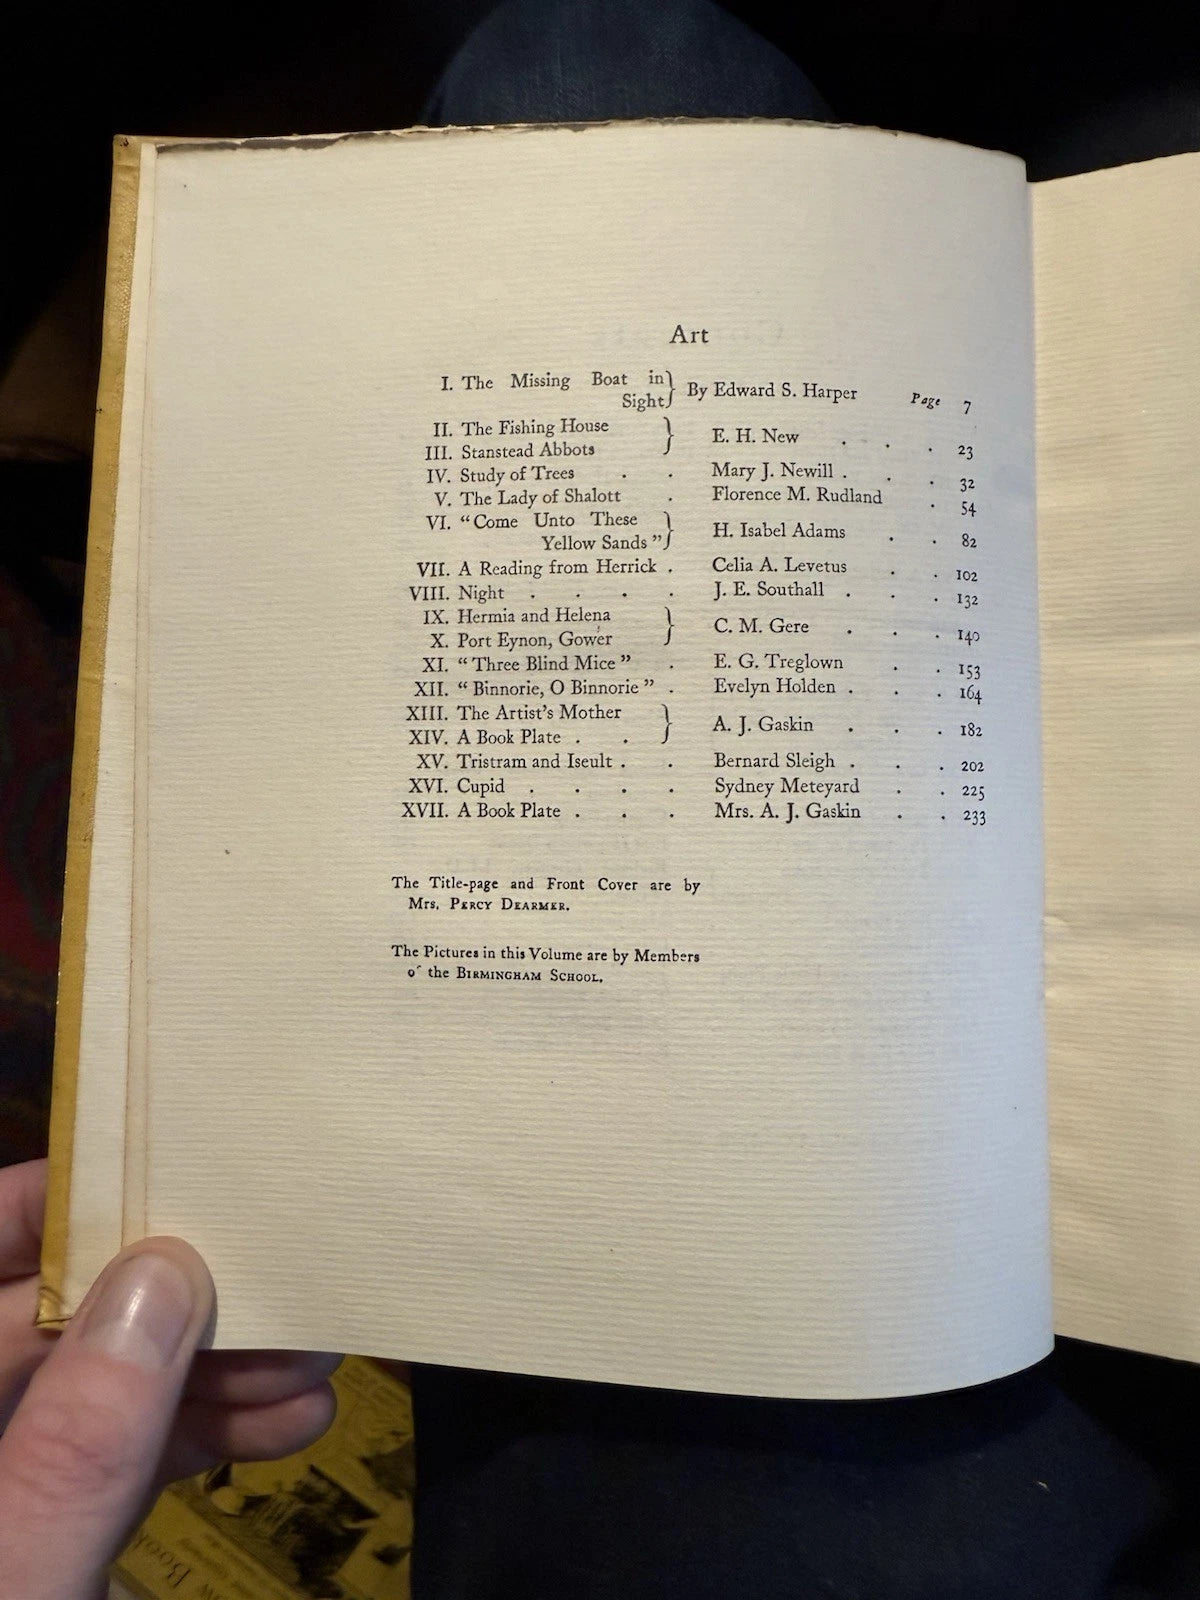 Art
I. The Missing Boat in
Sight } By Edward S. Harper Page 7
II. The Fishing House
III. Stanstead Abbots } E. H. New . . . 23
IV. Study of Trees . . Mary J. Newill . . . 32
V. The Lady of Shalott . Florence M. Rudland . 54
VI. “Come Unto These
Yellow Sands” } H. Isabel Adams . . 82
VII. A Reading from Herrick . Celia A. Levetus . . 102
VIII. Night . . . . J. E. Southall . . . 132
IX. Hermia and Helena
X. Port Eynon, Gower } C. M. Gere . . . 140
XI. “Three Blind Mice” . E. G. Treglown . . 153
XII. “Binnorie, O Binnorie” . Evelyn Holden . . . 164
XIII. The Artist's Mother
XIV. A Book Plate . . } A. J. Gaskin . . . 182
XV. Tristram and Iseult . . Bernard Sleigh . . . 202
XVI. Cupid . . . . Sydney Meteyard . . 225
XVII. A Book Plate . . . Mrs. A. J. Gaskin . . 233
The Title-page and Front Cover are by
Mrs. PERCY DEARMER.
The Pictures in this Volume are by Members
of the BIRMINGHAM SCHOOL.